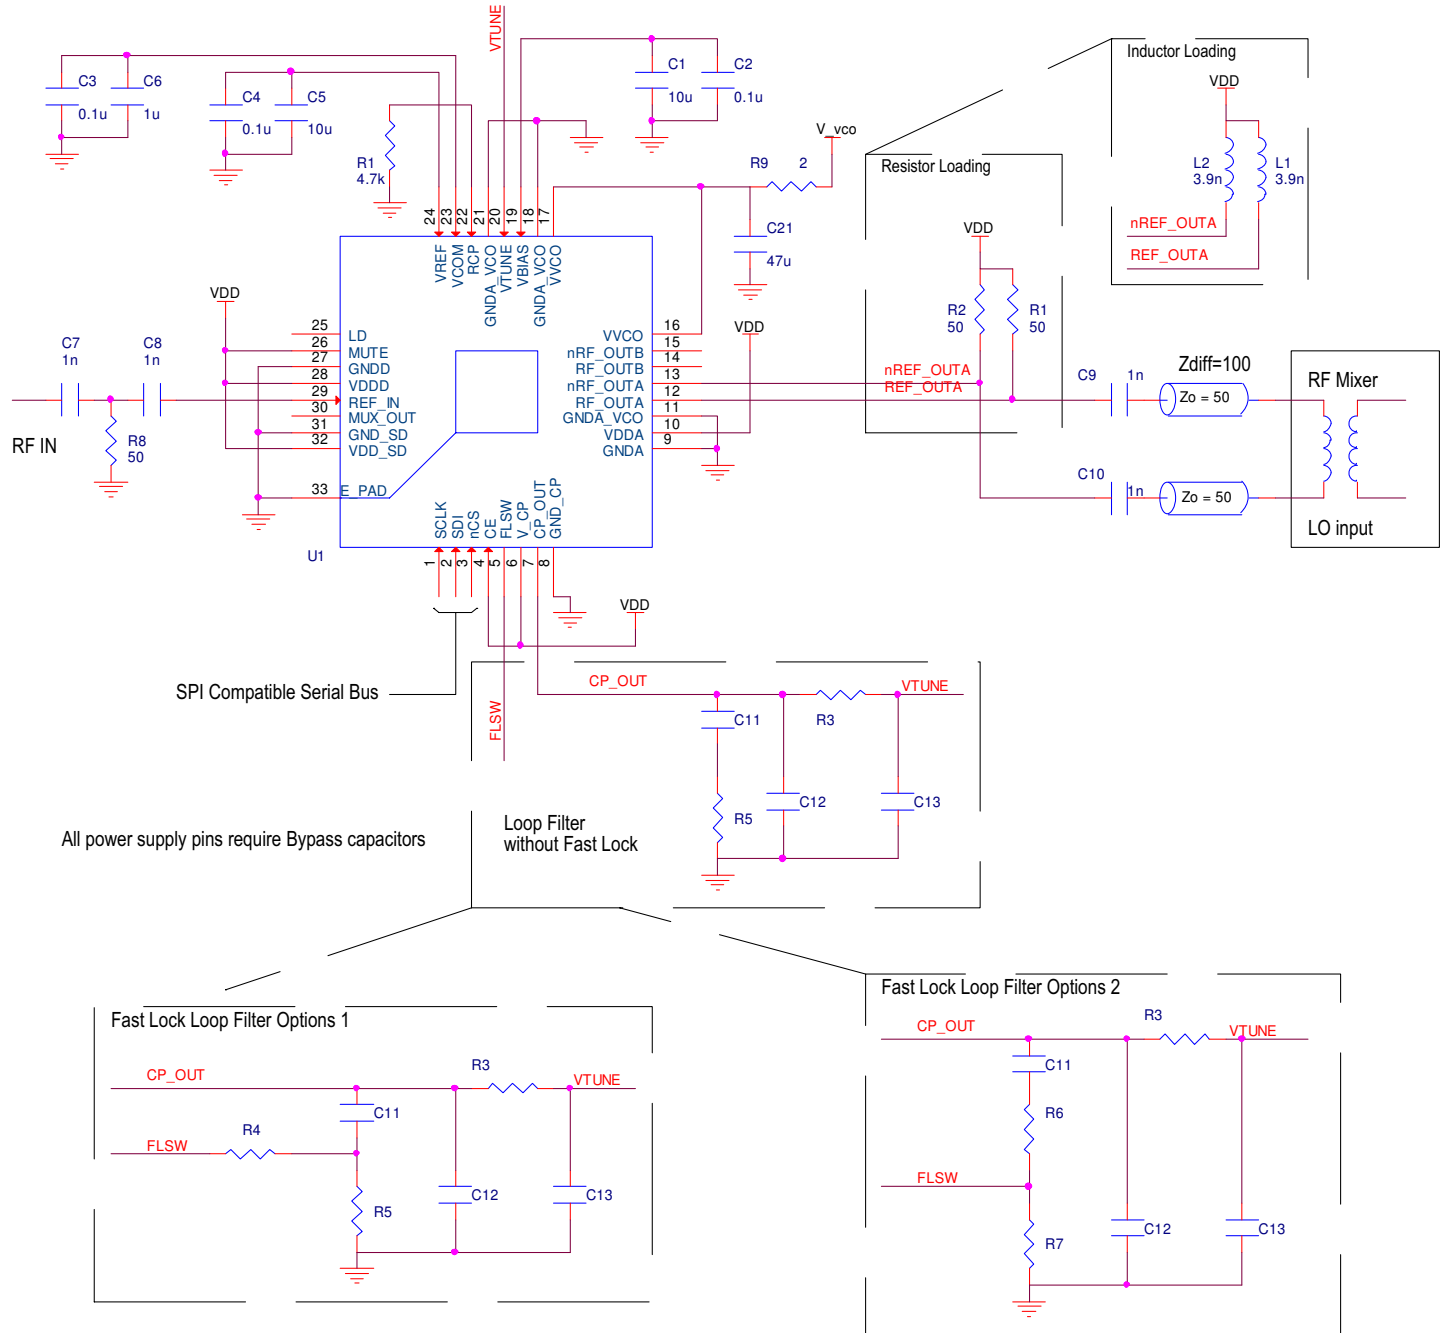 VTUNE
C3
0.1u
C6
1u
C4
0.1u
C5
10u
C1
10u
C2
0.1u
R1
4.7k
V_vco
R9
2
C21
47u
Inductor Loading
VDD
L2
3.9n
L1
3.9n
nREF_OUTA
REF_OUTA
Resistor Loading
VDD
R2
50
R1
50
nREF_OUTA
REF_OUTA
24
23
22
21
20
19
18
17
VREF
VCOM
RCP
GNDA_VCO
VTUNE
VBIAS
GNDA_VCO
VVCO
VDD
25
LD
26
MUTE
27
GNDD
28
VDDD
29
REF_IN
30
MUX_OUT
31
GND_SD
32
VDD_SD
33
E_PAD
VVCO
16
nRF_OUTB
15
RF_OUTB
14
nRF_OUTA
13
RF_OUTA
12
GNDA_VCO
11
VDDA
10
GNDA
9
VDD
C7
1n
C8
1n
RF IN
R8
50
C9
1n
Zdiff=100
Zo = 50
C10
1n
Zo = 50
RF Mixer
LO input
SCLK
SDI
nCS
CE
FLSW
V_CP
CP_OUT
GND_CP
1
2
3
4
5
6
7
8
U1
VDD
SPI Compatible Serial Bus
FLSW
CP_OUT
C11
R3
VTUNE
R5
C12
C13
Loop Filter
without Fast Lock
All power supply pins require Bypass capacitors
Fast Lock Loop Filter Options 1
CP_OUT
R3
VTUNE
C11
FLSW
R4
R5
C12
C13
Fast Lock Loop Filter Options 2
CP_OUT
R3
VTUNE
C11
R6
FLSW
R7
C12
C13